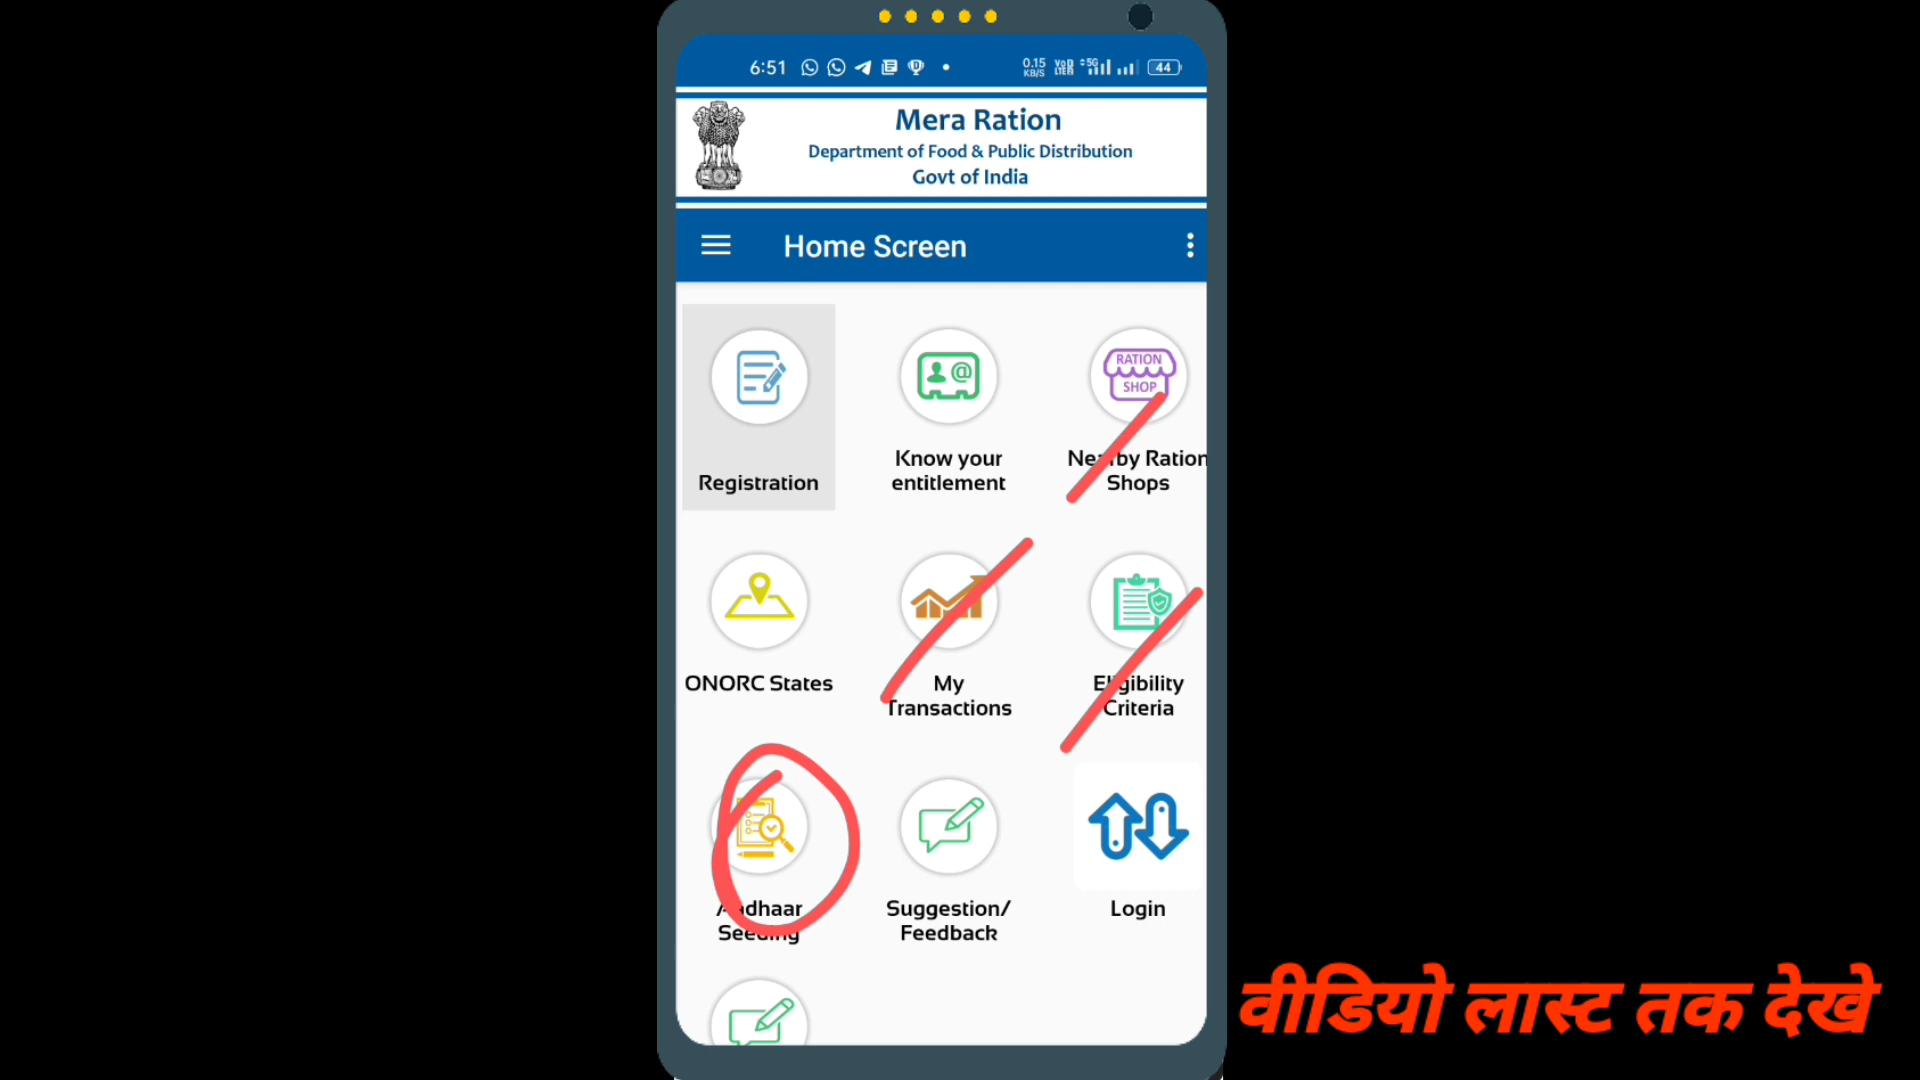 6:51
0.15 KB/S
5G
44
Mera Ration
Department of Food & Public Distribution
Govt of India
Home Screen
RATION
SHOP
Registration
Know your
entitlement
Nearby Ration
Shops
ONORC States
My
Transactions
Eligibility
Criteria
Aadhaar
Seeding
Suggestion/
Feedback
Login
वीडियो लास्ट तक देखे